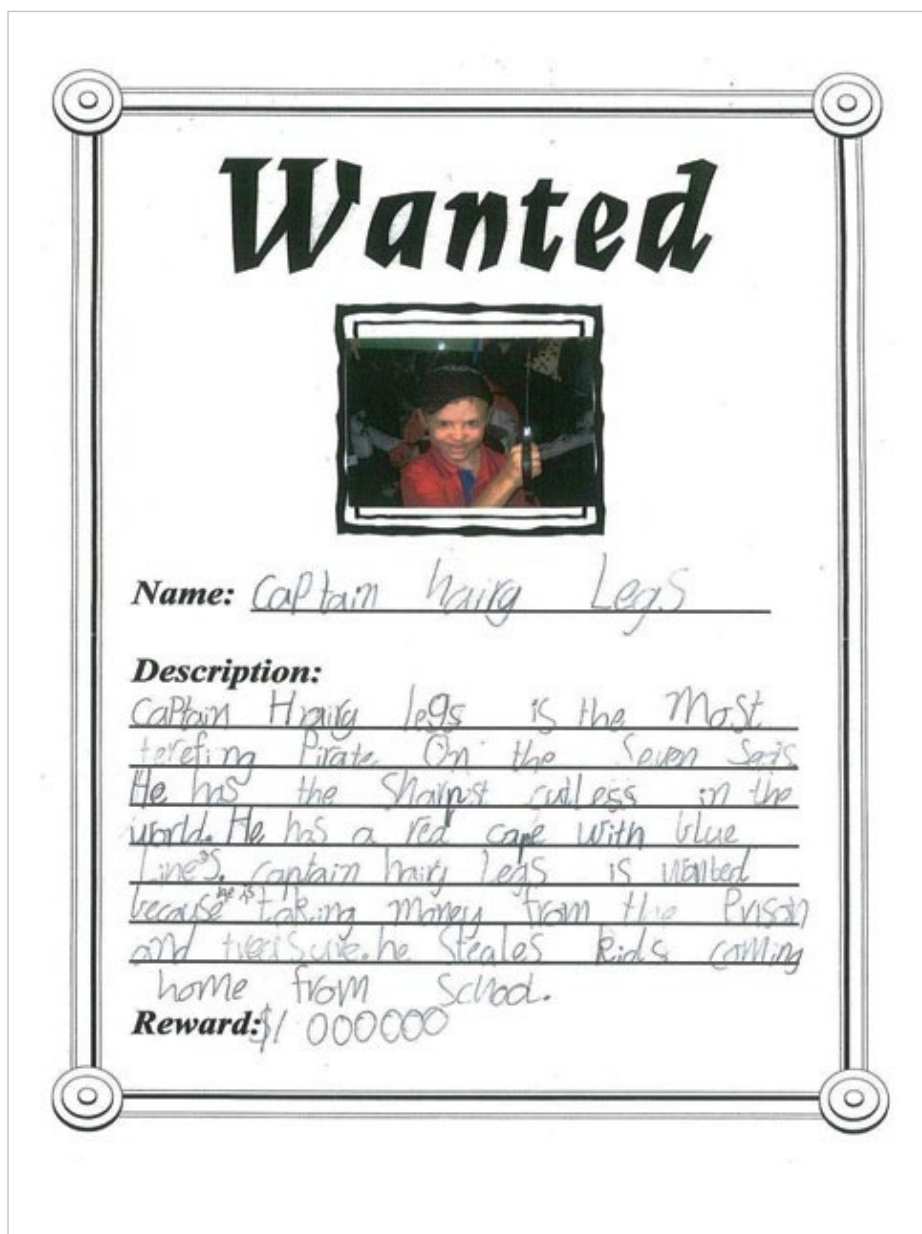 Wanted
Name: Captain hairy Legs
Description:
Captain Hairy legs is the Most
terefing Pirate On the Seven Seas
He has the Sharpist cutless in the
world. He has a red cape with blue
Lines. captain hairy Legs is wanted
because he is taking money from the Prison
and treasure. he Steales kids coming
home from School.
Reward: $1 000000